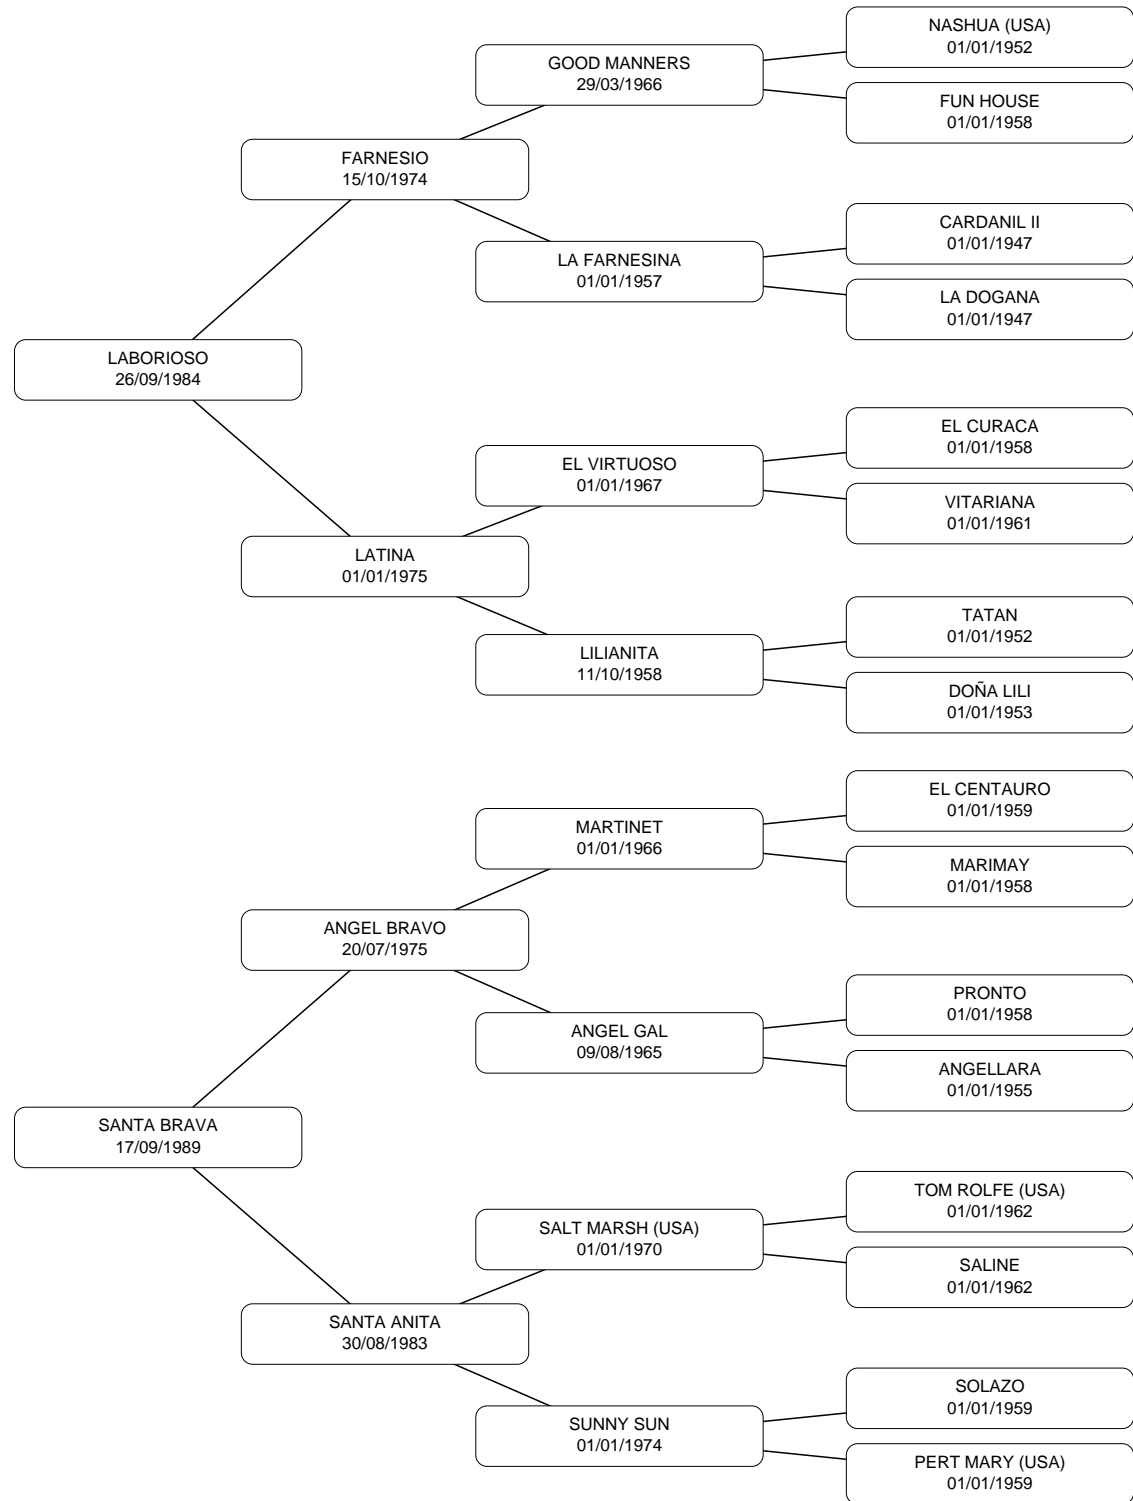 NASHUA (USA)
01/01/1952
GOOD MANNERS
29/03/1966
FUN HOUSE
01/01/1958
FARNESIO
15/10/1974
CARDANIL II
01/01/1947
LA FARNESINA
01/01/1957
LA DOGANA
01/01/1947
LABORIOSO
26/09/1984
EL CURACA
01/01/1958
EL VIRTUOSO
01/01/1967
VITARIANA
01/01/1961
LATINA
01/01/1975
TATAN
01/01/1952
LILIANITA
11/10/1958
DOÑA LILI
01/01/1953
EL CENTAURO
01/01/1959
MARTINET
01/01/1966
MARIMAY
01/01/1958
ANGEL BRAVO
20/07/1975
PRONTO
01/01/1958
ANGEL GAL
09/08/1965
ANGELLARA
01/01/1955
SANTA BRAVA
17/09/1989
TOM ROLFE (USA)
01/01/1962
SALT MARSH (USA)
01/01/1970
SALINE
01/01/1962
SANTA ANITA
30/08/1983
SOLAZO
01/01/1959
SUNNY SUN
01/01/1974
PERT MARY (USA)
01/01/1959